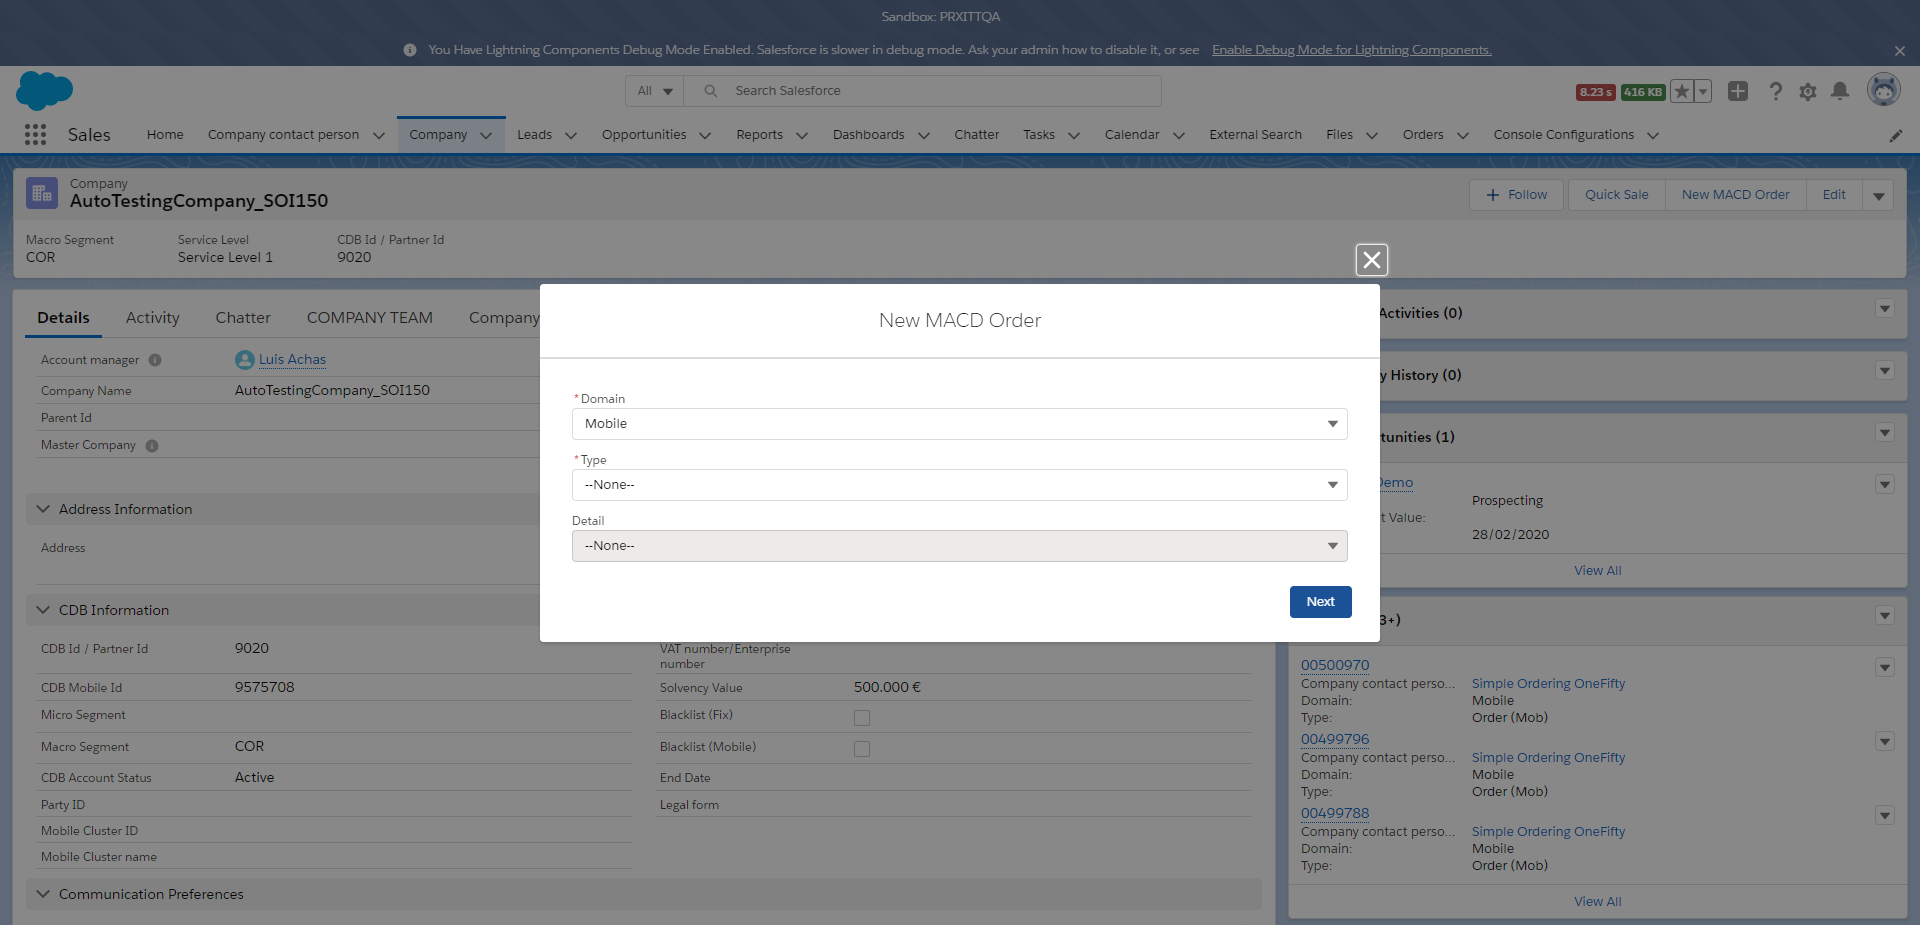 Sandbox: PRXITTQA
You Have Lightning Components Debug Mode Enabled. Salesforce is slower in debug mode. Ask your admin how to disable it, or see Enable Debug Mode for Lightning Components.
All Search Salesforce 8.23 s 416 KB
Sales Home Company contact person Company Leads Opportunities Reports Dashboards Chatter Tasks Calendar External Search Files Orders Console Configurations
Company
AutoTestingCompany_SOI150
Follow Quick Sale New MACD Order Edit
Macro Segment Service Level CDB Id / Partner Id
COR Service Level 1 9020
New MACD Order
*Domain
Mobile
*Type
--None--
Detail
--None--
Next
Details Activity Chatter COMPANY TEAM Company
Account manager Luis Achas
Company Name AutoTestingCompany_SOI150
Parent Id
Master Company
Address Information
Address
CDB Information
CDB Id / Partner Id 9020
CDB Mobile Id 9575708
Micro Segment
Macro Segment COR
CDB Account Status Active
Party ID
Mobile Cluster ID
Mobile Cluster name
VAT number/Enterprise
number
Solvency Value 500.000 €
Blacklist (Fix)
Blacklist (Mobile)
End Date
Legal form
Communication Preferences
Activities (0)
y History (0)
tunities (1)
Demo
Prospecting
t Value:
28/02/2020
View All
3+)
00500970
Company contact perso... Simple Ordering OneFifty
Domain: Mobile
Type: Order (Mob)
00499796
Company contact perso... Simple Ordering OneFifty
Domain: Mobile
Type: Order (Mob)
00499788
Company contact perso... Simple Ordering OneFifty
Domain: Mobile
Type: Order (Mob)
View All